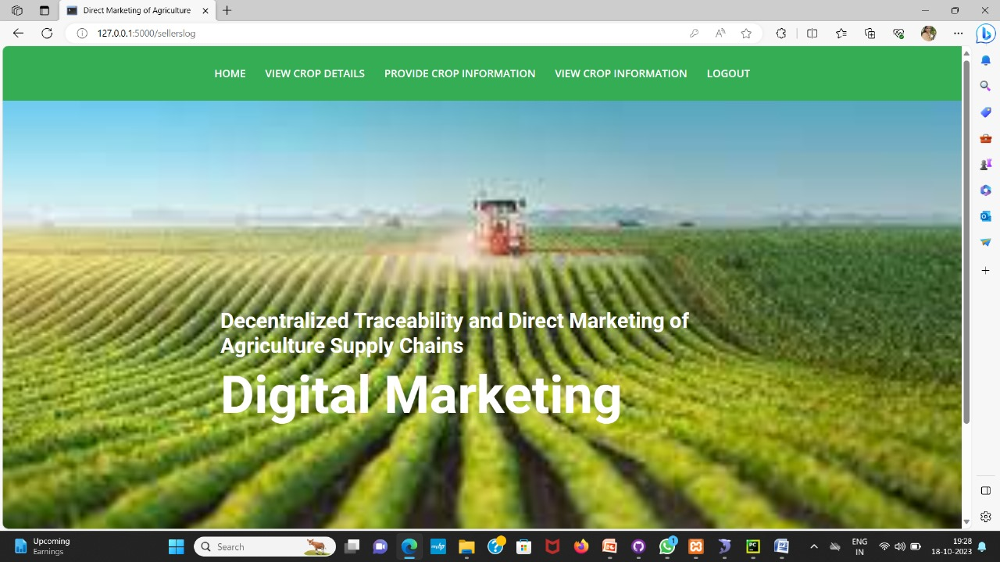 Direct Marketing of Agriculture
127.0.0.1:5000/sellerslog
HOME VIEW CROP DETAILS PROVIDE CROP INFORMATION VIEW CROP INFORMATION LOGOUT
Decentralized Traceability and Direct Marketing of
Agriculture Supply Chains
Digital Marketing
Upcoming
Earnings
Search
1
ENG
IN
19:28
18-10-2023